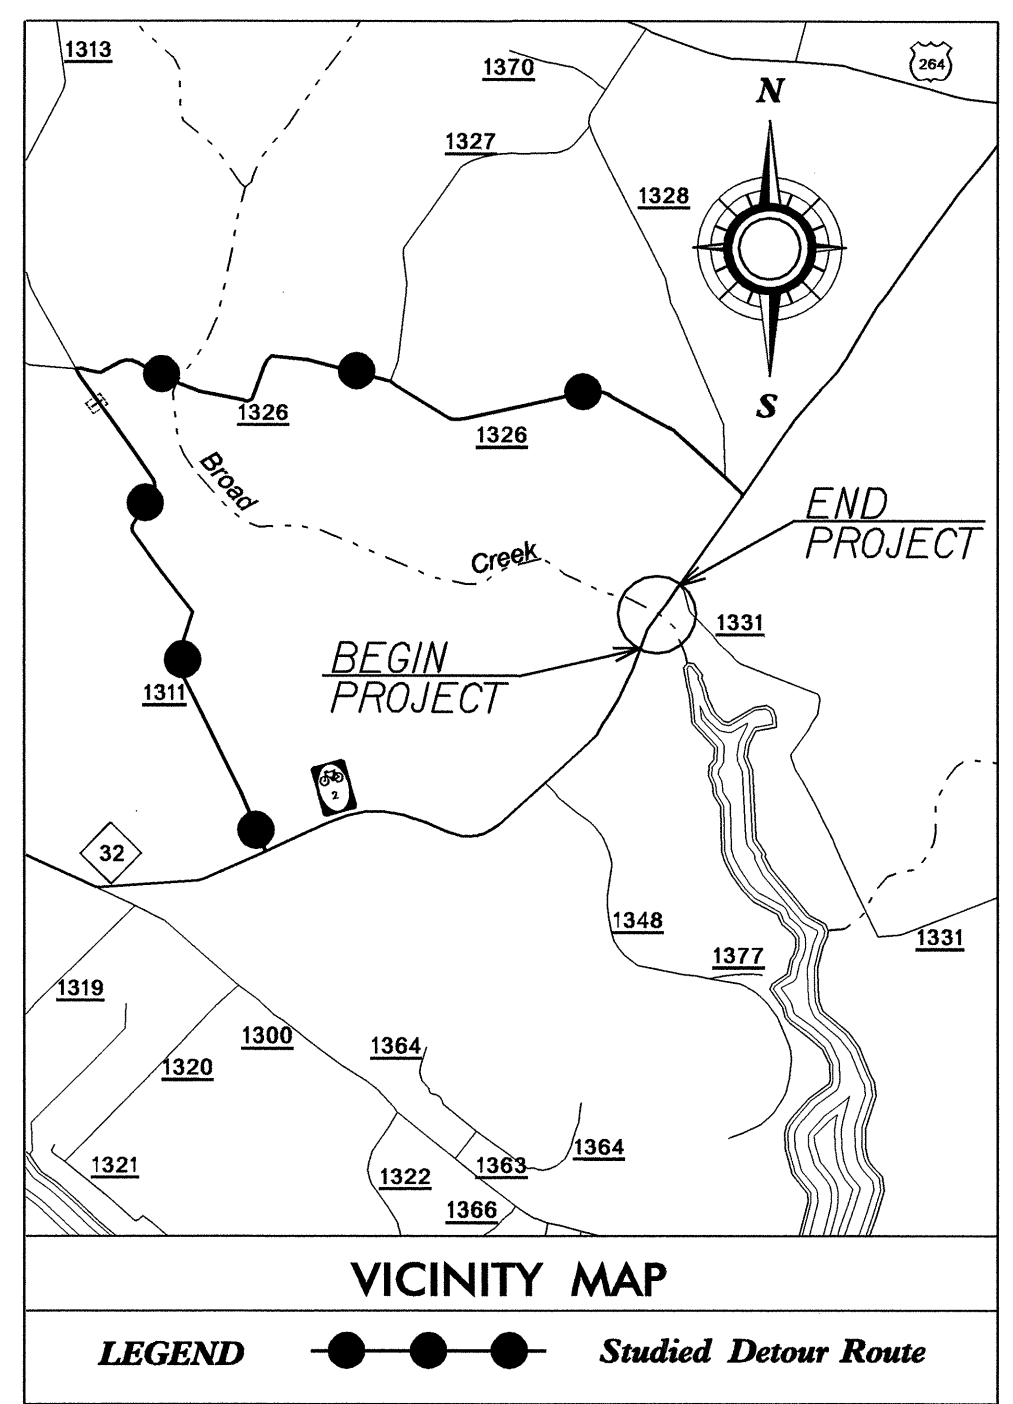 1313
1370
264
N
1327
1328
S
1326
1326
Broad
Creek
END
PROJECT
1331
BEGIN
PROJECT
1311
2
32
1348
1377
1331
1319
1300
1364
1320
1364
1321
1363
1322
1366
VICINITY MAP
LEGEND Studied Detour Route